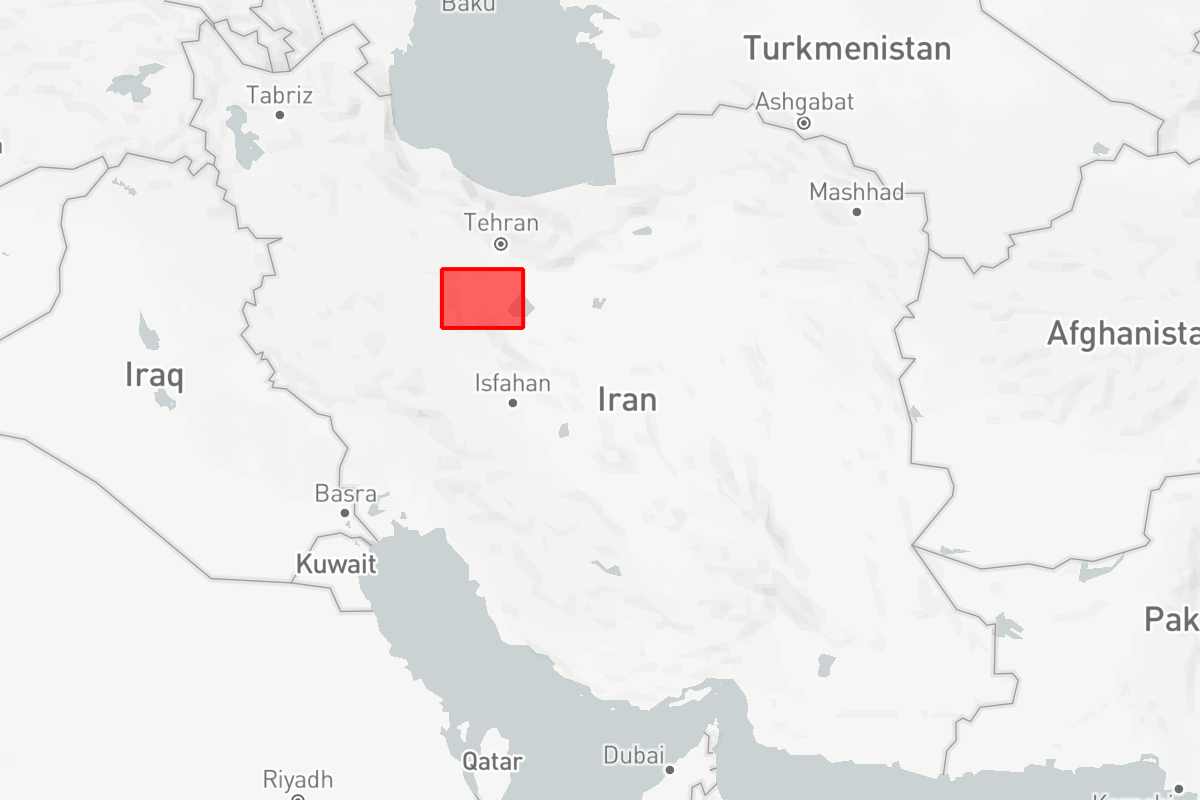 Baku
Turkmenistan
Tabriz
Ashgabat
Mashhad
Tehran
Afghanista
Iraq
Isfahan
Iran
Basra
Kuwait
Pak
Qatar
Dubai
Riyadh